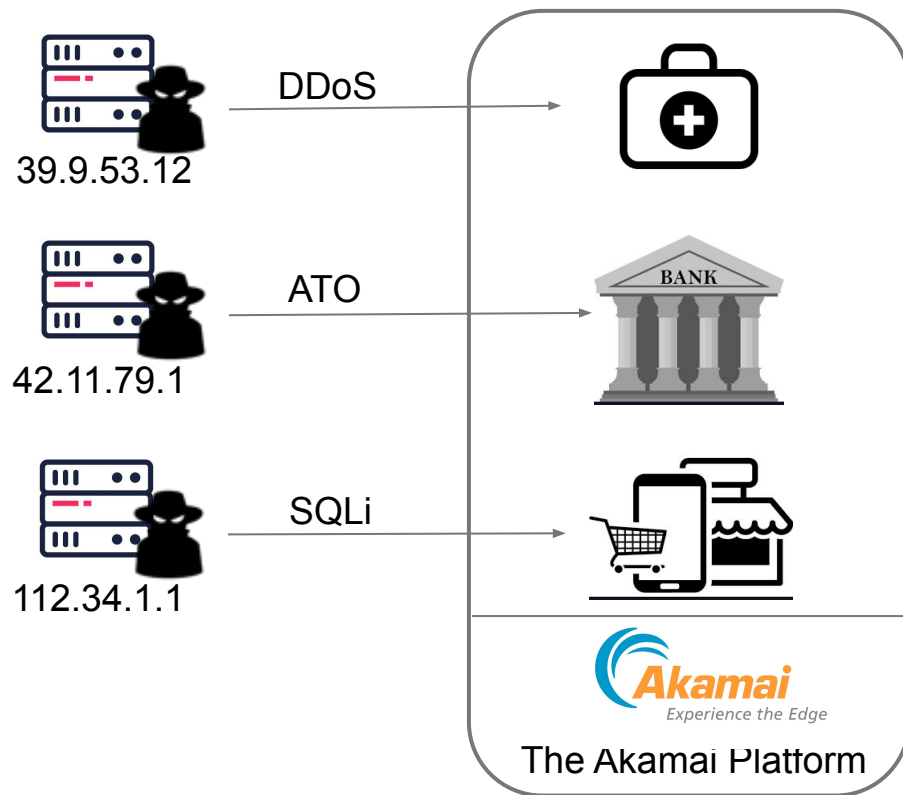 DDoS
39.9.53.12
BANK
ATO
42.11.79.1
SQLi
112.34.1.1
Akamai
Experience the Edge
The Akamai Platform